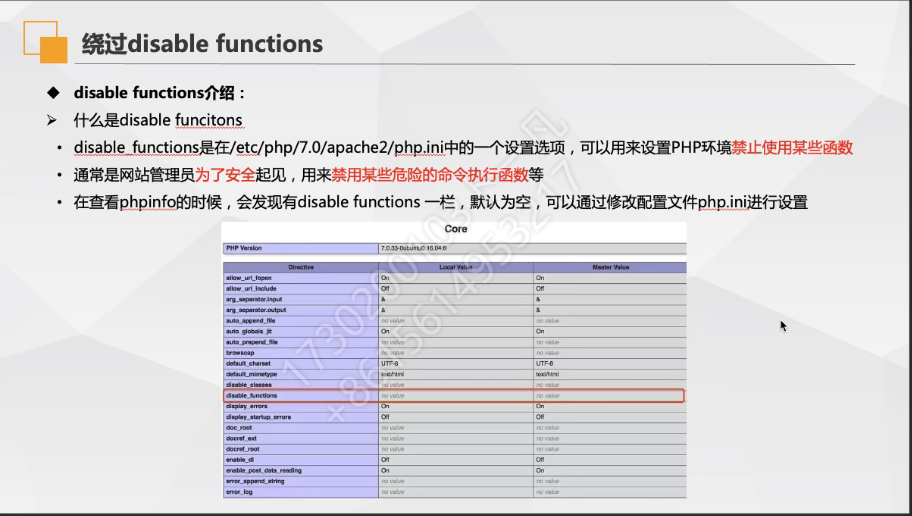 绕过disable functions
◆ disable functions介绍：
➢ 什么是disable funcitons
• disable_functions是在/etc/php/7.0/apache2/php.ini中的一个设置选项，可以用来设置PHP环境禁止使用某些函数
• 通常是网站管理员为了安全起见，用来禁用某些危险的命令执行函数等
• 在查看phpinfo的时候，会发现有disable functions 一栏，默认为空，可以通过修改配置文件php.ini进行设置
Core
PHP Version 7.0.33-0ubuntu0.16.04.6
Directive Local Value Master Value
allow_url_fopen On On
allow_url_include Off Off
arg_separator.input & &
arg_separator.output & &
auto_append_file no value no value
auto_globals_jit On On
auto_prepend_file no value no value
browscap no value no value
default_charset UTF-8 UTF-8
default_mimetype text/html text/html
disable_classes no value no value
disable_functions no value no value
display_errors On On
display_startup_errors Off Off
doc_root no value no value
docref_ext no value no value
docref_root no value no value
enable_dl Off Off
enable_post_data_reading On On
error_append_string no value no value
error_log no value no value